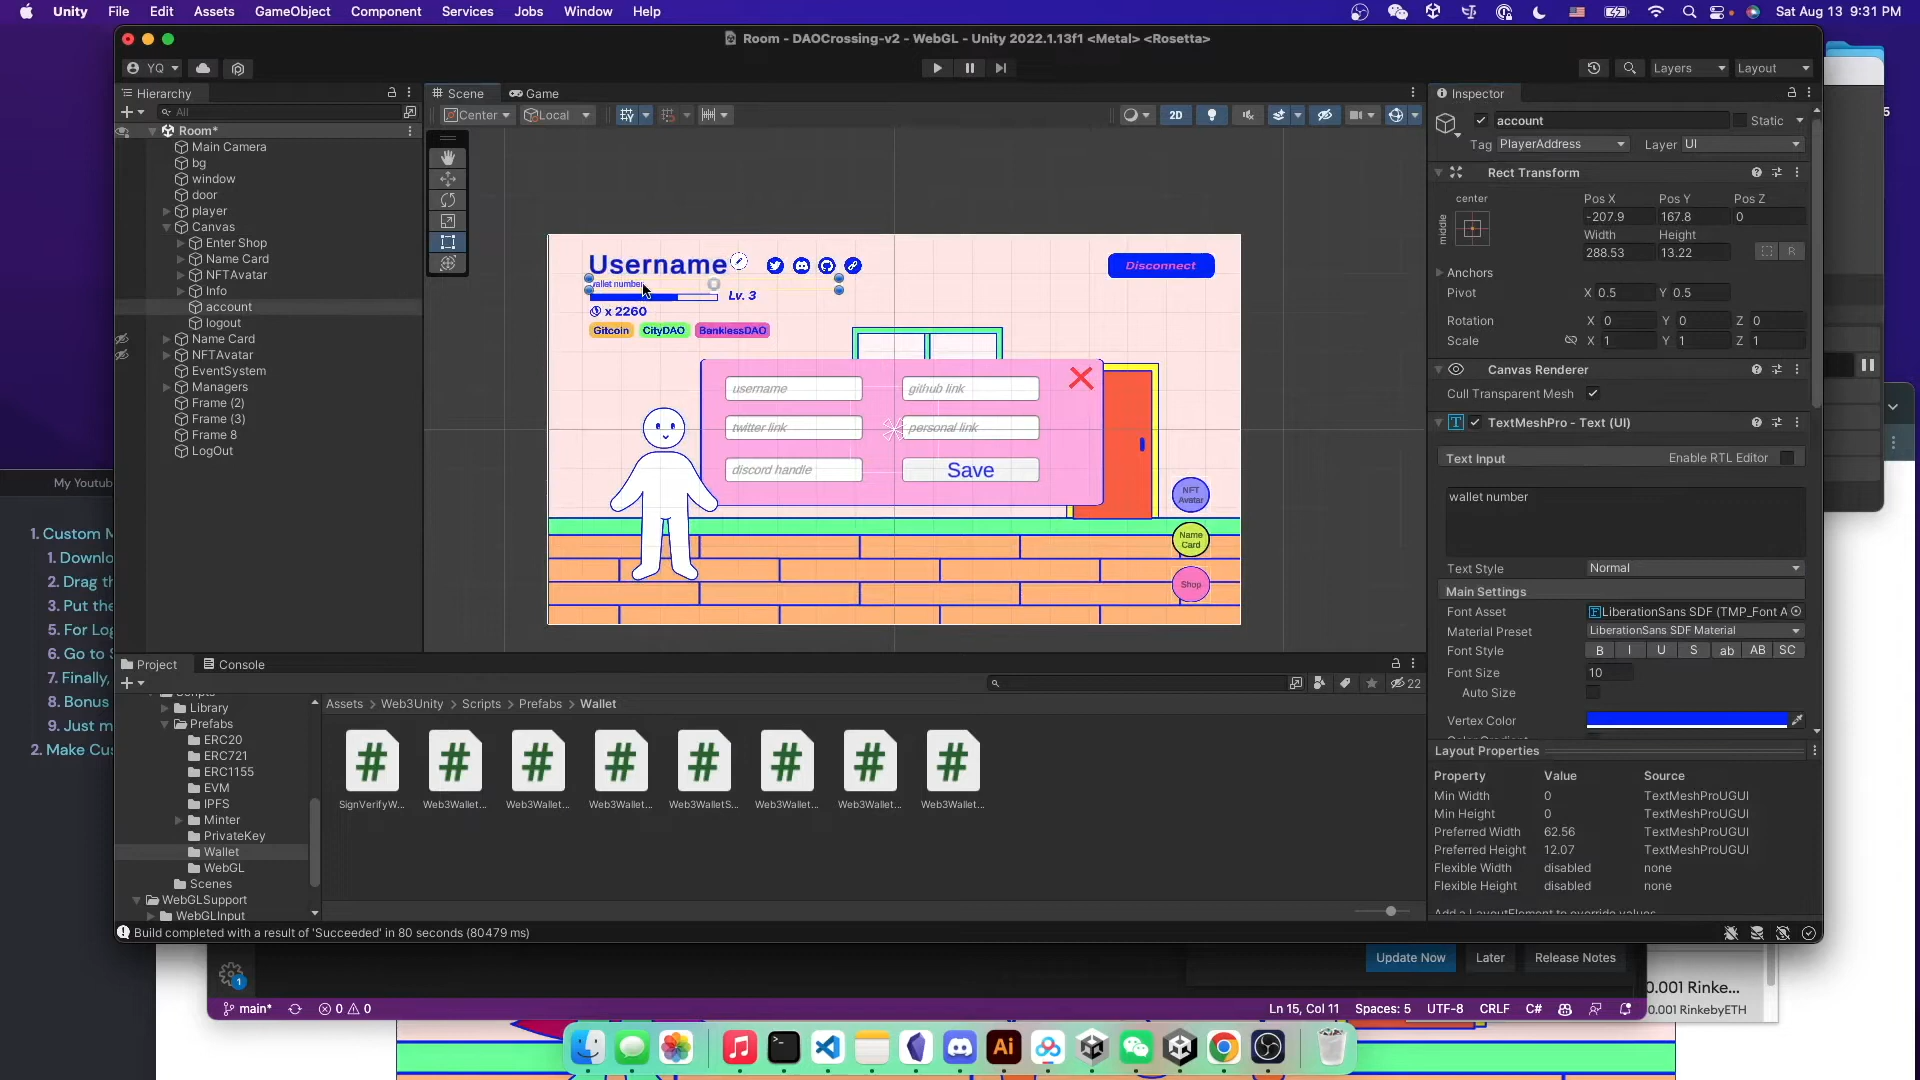 Unity File Edit Assets GameObject Component Services Jobs Window Help
Sat Aug 13 9:31 PM
Room - DAOCrossing-v2 - WebGL - Unity 2022.1.13f1 <Metal> <Rosetta>
YQ
Layers
Layout
Hierarchy
All
Room*
Main Camera
bg
window
door
player
Canvas
Enter Shop
Name Card
NFTAvatar
Info
account
logout
Name Card
NFTAvatar
EventSystem
Managers
Frame (2)
Frame (3)
Frame 8
LogOut
Scene
Game
Center
Local
2D
Username
wallet number
Lv. 3
x 2260
Gitcoin
CityDAO
BanklessDAO
Disconnect
username
github link
twitter link
personal link
discord handle
Save
NFT
Avatar
Name
Card
Shop
Inspector
account
Static
Tag PlayerAddress
Layer UI
Rect Transform
center
middle
Pos X Pos Y Pos Z
-207.9 167.8 0
Width Height
288.53 13.22
R
Anchors
Pivot X 0.5 Y 0.5
Rotation X 0 Y 0 Z 0
Scale X 1 Y 1 Z 1
Canvas Renderer
Cull Transparent Mesh
TextMeshPro - Text (UI)
Text Input
Enable RTL Editor
wallet number
Text Style Normal
Main Settings
Font Asset LiberationSans SDF (TMP_Font A
Material Preset LiberationSans SDF Material
Font Style B I U S ab AB SC
Font Size 10
Auto Size
Vertex Color
Layout Properties
Property Value Source
Min Width 0 TextMeshProUGUI
Min Height 0 TextMeshProUGUI
Preferred Width 62.56 TextMeshProUGUI
Preferred Height 12.07 TextMeshProUGUI
Flexible Width disabled none
Flexible Height disabled none
Add a LayoutElement to override values
Project
Console
22
Scripts
Library
Prefabs
ERC20
ERC721
ERC1155
EVM
IPFS
Minter
PrivateKey
Wallet
WebGL
Scenes
WebGLSupport
WebGLInput
Assets Web3Unity Scripts Prefabs Wallet
SignVerifyW...
Web3Wallet...
Web3Wallet...
Web3Wallet...
Web3WalletS...
Web3Wallet...
Web3Wallet...
Web3Wallet...
Build completed with a result of 'Succeeded' in 80 seconds (80479 ms)
My Youtub
1. Custom M
1. Downlo
2. Drag th
3. Put the
5. For Log
6. Go to S
7. Finally,
8. Bonus
9. Just m
2. Make Cus
Update Now
Later
Release Notes
0.001 Rinke...
0.001 RinkebyETH
1
main*
0 0
Ln 15, Col 11
Spaces: 5
UTF-8
CRLF
C#
Ai
5